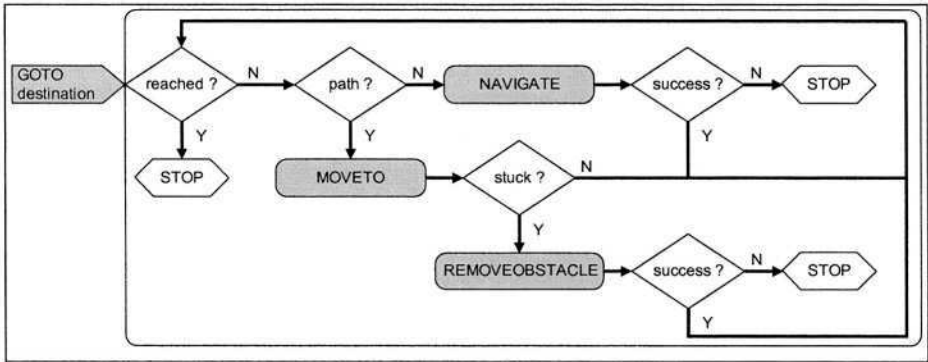 GOTO
destination
reached ?
N
path ?
N
NAVIGATE
success ?
N
STOP
Y
Y
Y
STOP
MOVETO
stuck ?
N
Y
REMOVEOBSTACLE
success ?
N
STOP
Y